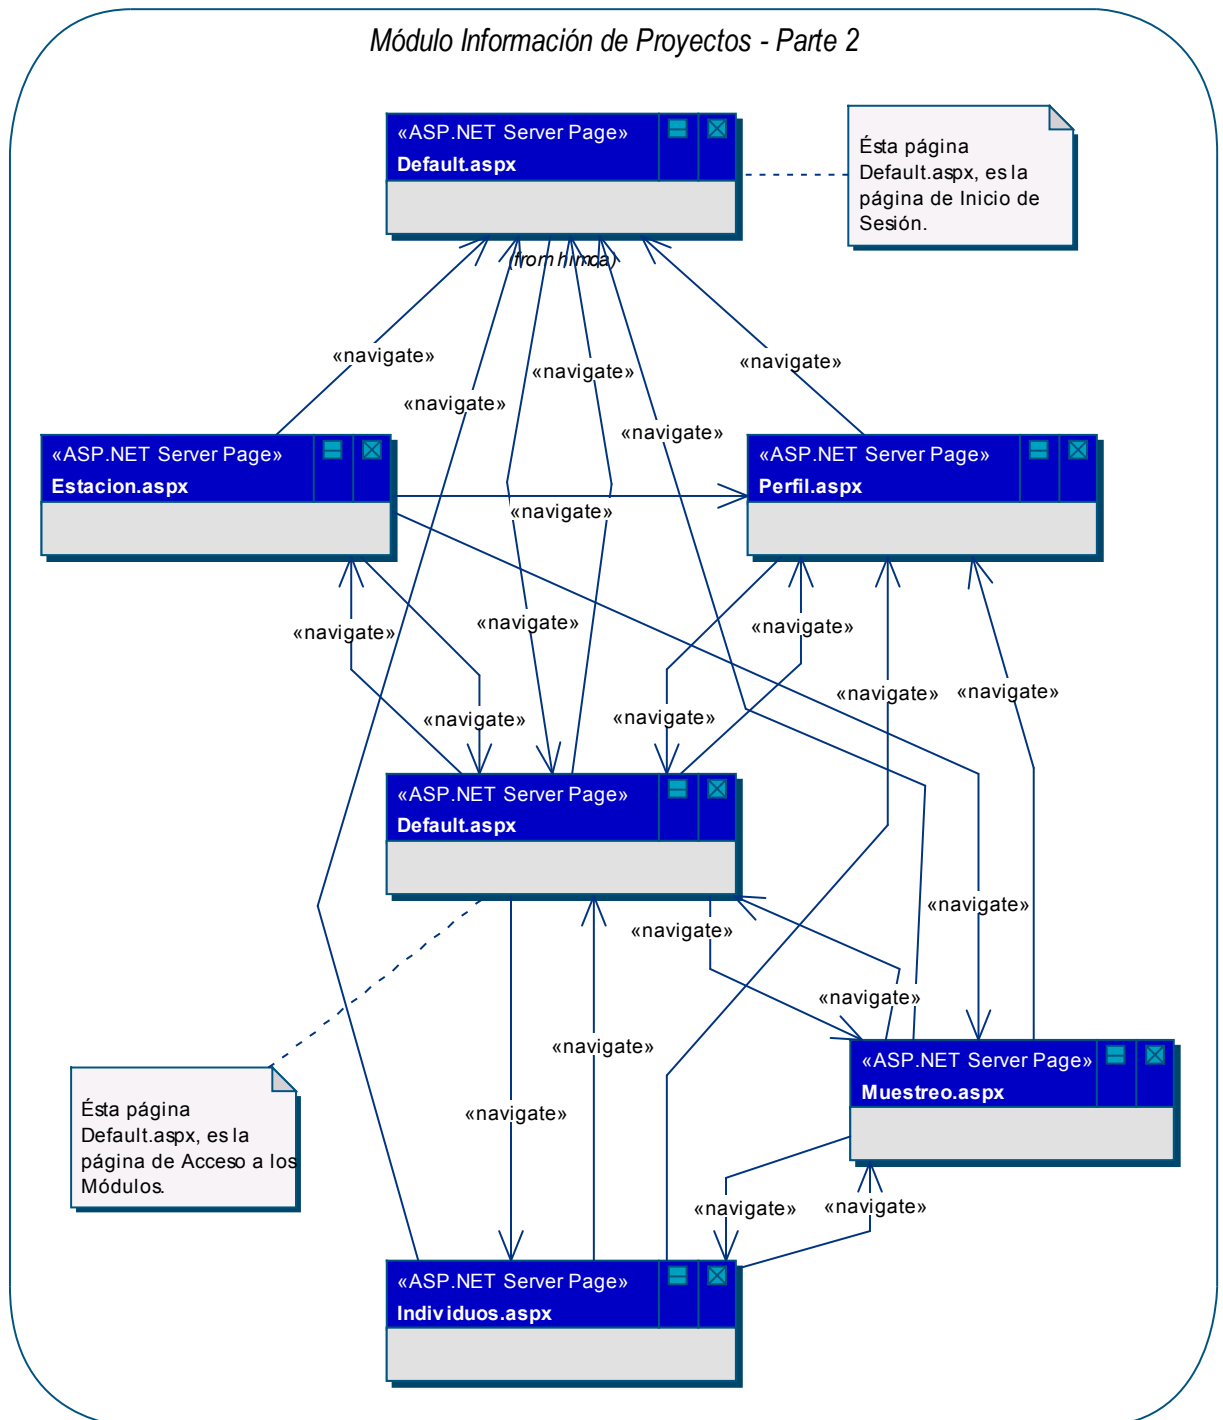 Módulo Información de Proyectos - Parte 2
«ASP.NET Server Page»
Default.aspx
Ésta página
Default.aspx, es la
página de Inicio de
Sesión.
(from himca)
«navigate»
«navigate»
«navigate»
«navigate»
«navigate»
«ASP.NET Server Page»
Estacion.aspx
«ASP.NET Server Page»
Perfil.aspx
«navigate»
«navigate»
«navigate»
«navigate»
«navigate»
«navigate»
«navigate»
«navigate»
«ASP.NET Server Page»
Default.aspx
«navigate»
«navigate»
«navigate»
«navigate»
«ASP.NET Server Page»
Muestreo.aspx
Ésta página
Default.aspx, es la
página de Acceso a los
Módulos.
«navigate»
«navigate»
«navigate»
«ASP.NET Server Page»
Individuos.aspx